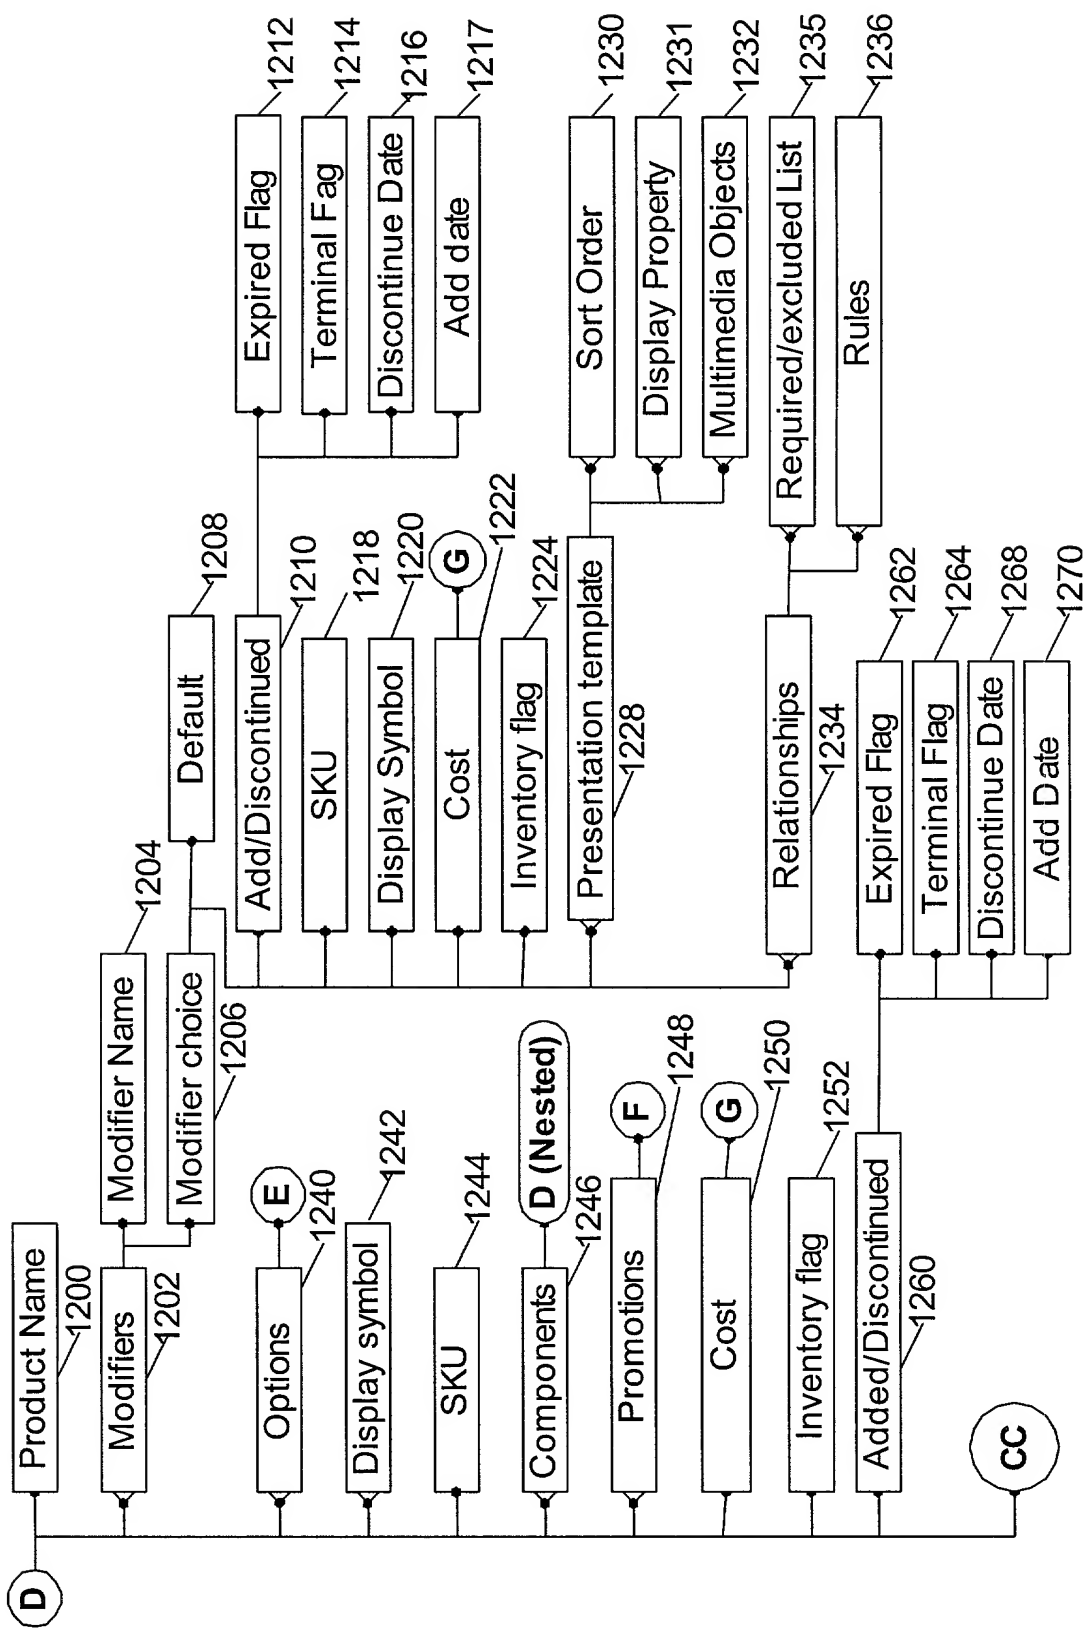 D
Product Name
1200
Modifiers
1202
Modifier Name
1204
Modifier choice
1206
Default
1208
Add/Discontinued
1210
Expired Flag
1212
Terminal Fag
1214
Discontinue Date
1216
Add date
1217
SKU
1218
Display Symbol
1220
Cost
1222
G
Inventory flag
1224
Presentation template
1228
Sort Order
1230
Display Property
1231
Multimedia Objects
1232
Relationships
1234
Required/excluded List
1235
Rules
1236
Options
1240
E
Display symbol
1242
SKU
1244
Components
1246
D (Nested)
Promotions
1248
F
Cost
1250
G
Inventory flag
1252
Added/Discontinued
1260
Expired Flag
1262
Terminal Flag
1264
Discontinue Date
1268
Add Date
1270
CC